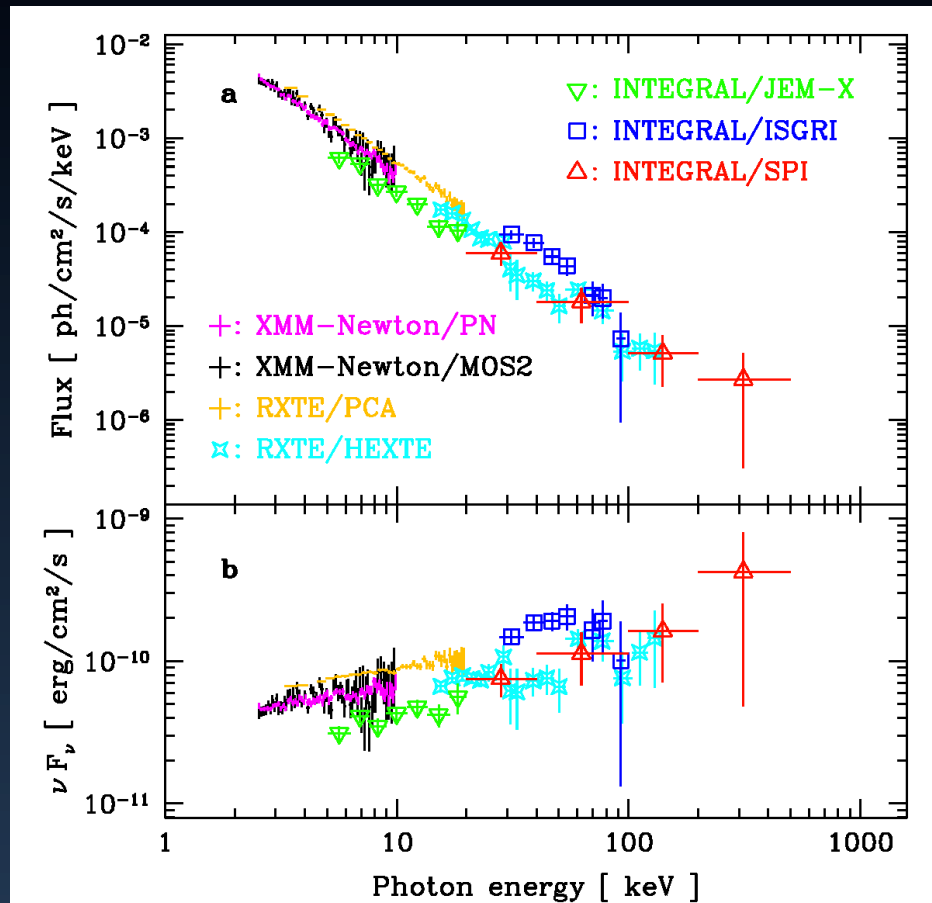 10⁻²
a
▽: INTEGRAL/JEM-X
□: INTEGRAL/ISGRI
△: INTEGRAL/SPI
10⁻³
10⁻⁴
10⁻⁵
10⁻⁶
Flux [ ph/cm²/s/keV ]
+: XMM-Newton/PN
+: XMM-Newton/MOS2
+: RXTE/PCA
: RXTE/HEXTE
10⁻⁹
b
10⁻¹⁰
10⁻¹¹
ν Fᵥ [ erg/cm²/s ]
1 10 100 1000
Photon energy [ keV ]